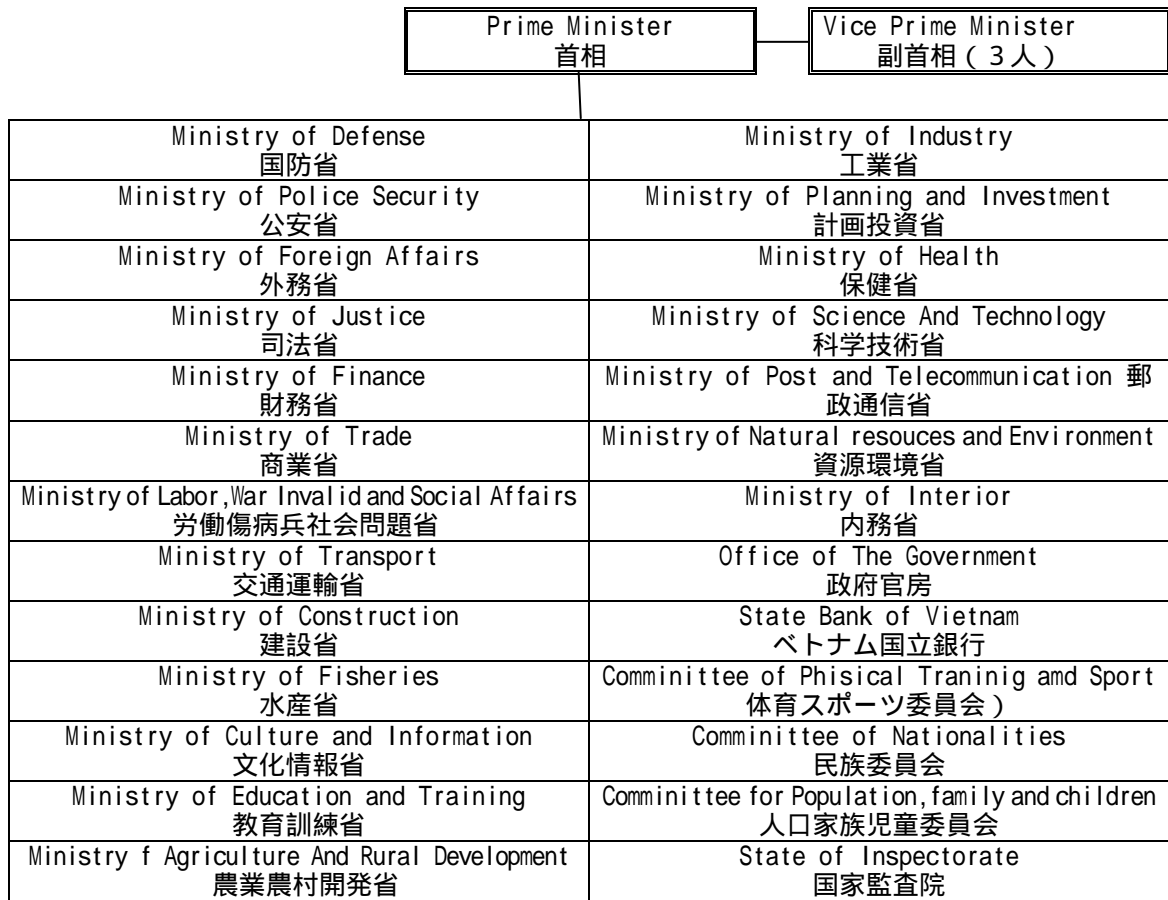 Prime Minister
首相
Vice Prime Minister
副首相（３人）
Ministry of Defense
国防省
Ministry of Industry
工業省
Ministry of Police Security
公安省
Ministry of Planning and Investment
計画投資省
Ministry of Foreign Affairs
外務省
Ministry of Health
保健省
Ministry of Justice
司法省
Ministry of Science And Technology
科学技術省
Ministry of Finance
財務省
Ministry of Post and Telecommunication 郵
政通信省
Ministry of Trade
商業省
Ministry of Natural resouces and Environment
資源環境省
Ministry of Labor,War Invalid and Social Affairs
労働傷病兵社会問題省
Ministry of Interior
内務省
Ministry of Transport
交通運輸省
Office of The Government
政府官房
Ministry of Construction
建設省
State Bank of Vietnam
ベトナム国立銀行
Ministry of Fisheries
水産省
Comminittee of Phisical Traninig amd Sport
体育スポーツ委員会）
Ministry of Culture and Information
文化情報省
Comminittee of Nationalities
民族委員会
Ministry of Education and Training
教育訓練省
Comminittee for Population,family and children
人口家族児童委員会
Ministry f Agriculture And Rural Development
農業農村開発省
State of Inspectorate
国家監査院